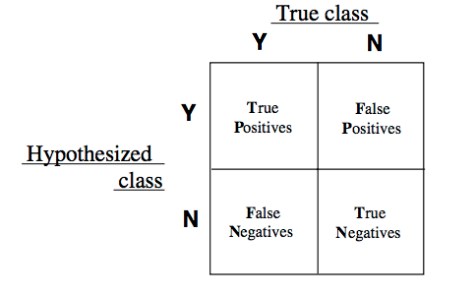 True class
Y N
Y
True Positives
False Positives
Hypothesized class
N
False Negatives
True Negatives